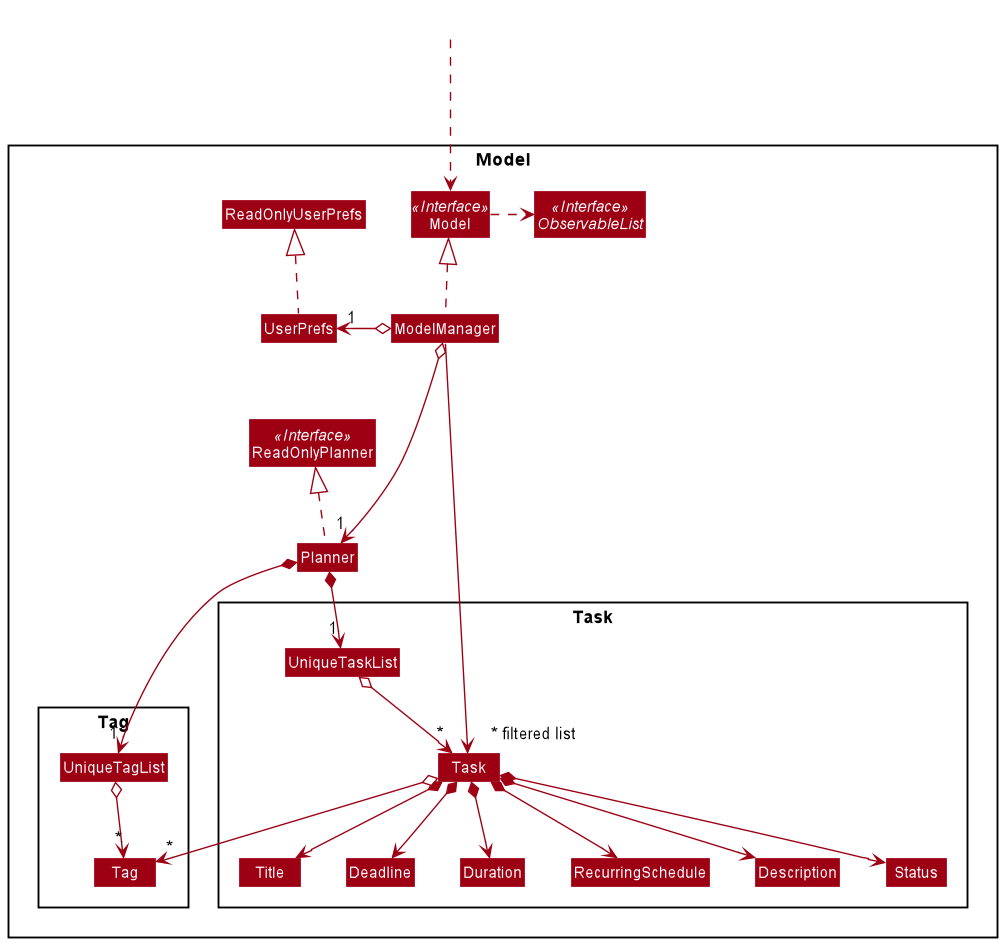 Model
ReadOnlyUserPrefs
«Interface»
Model
«Interface»
ObservableList
UserPrefs
1
ModelManager
«Interface»
ReadOnlyPlanner
1
Planner
Task
1
UniqueTaskList
Tag
1
* * filtered list
UniqueTagList
Task
*
*
Tag
Title
Deadline
Duration
RecurringSchedule
Description
Status